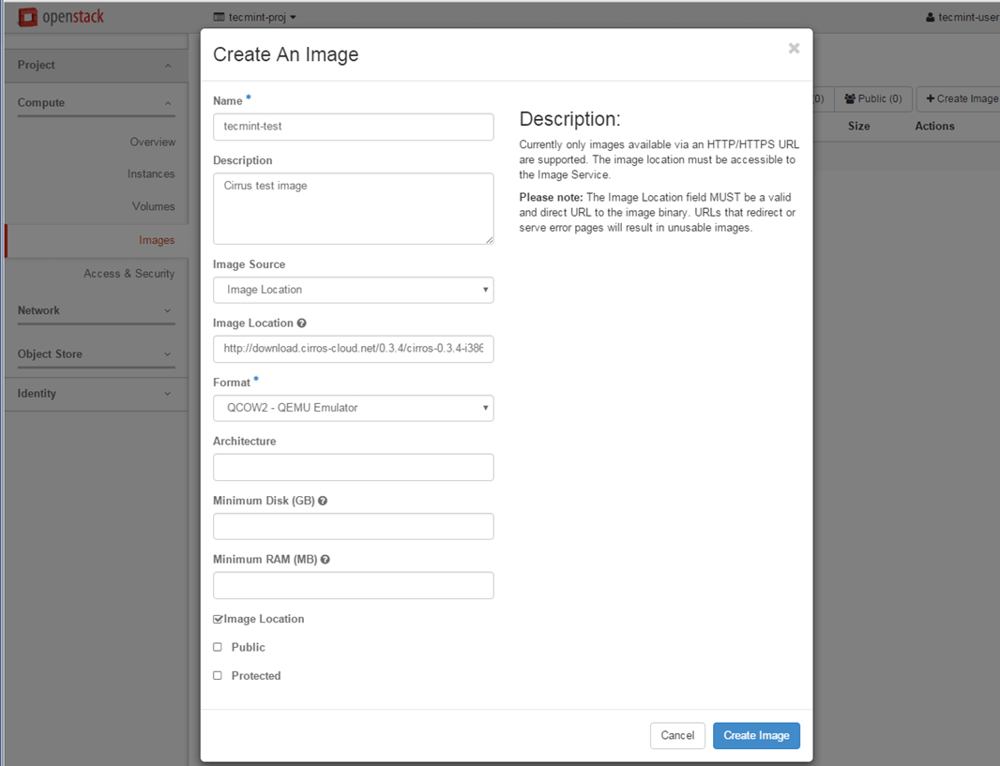 openstack
tecmint-proj
tecmint-user
Project
Compute
Overview
Instances
Volumes
Images
Access & Security
Network
Object Store
Identity
0)
Public (0)
Create Image
Size
Actions
Create An Image
Name *
tecmint-test
Description
Cirrus test image
Image Source
Image Location
Image Location
http://download.cirros-cloud.net/0.3.4/cirros-0.3.4-i386
Format *
QCOW2 - QEMU Emulator
Architecture
Minimum Disk (GB)
Minimum RAM (MB)
Image Location
Public
Protected
Description:
Currently only images available via an HTTP/HTTPS URL
are supported. The image location must be accessible to
the Image Service.
Please note: The Image Location field MUST be a valid
and direct URL to the image binary. URLs that redirect or
serve error pages will result in unusable images.
Cancel
Create Image